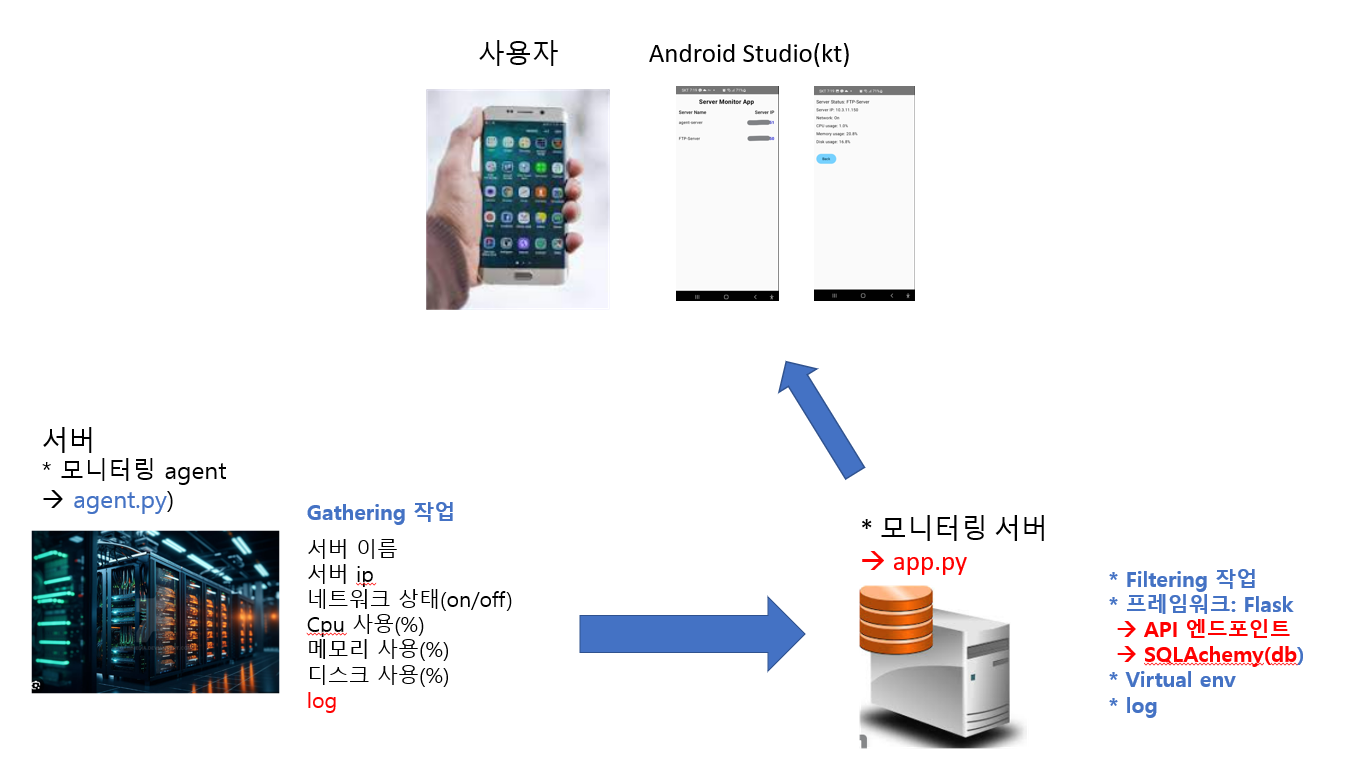 사용자
Android Studio(kt)
Server Monitor App
Server Name Server IP
agent-server
FTP-Server
Server Status: FTP-Server
Network: On
CPU usage: 1.0%
Memory usage: 20.8%
Disk usage: 16.8%
Back
서버
* 모니터링 agent
→ agent.py)
Gathering 작업
서버 이름
서버 ip
네트워크 상태(on/off)
Cpu 사용(%)
메모리 사용(%)
디스크 사용(%)
log
* 모니터링 서버
→ app.py
* Filtering 작업
* 프레임워크: Flask
→ API 엔드포인트
→ SQLAchemy(db)
* Virtual env
* log